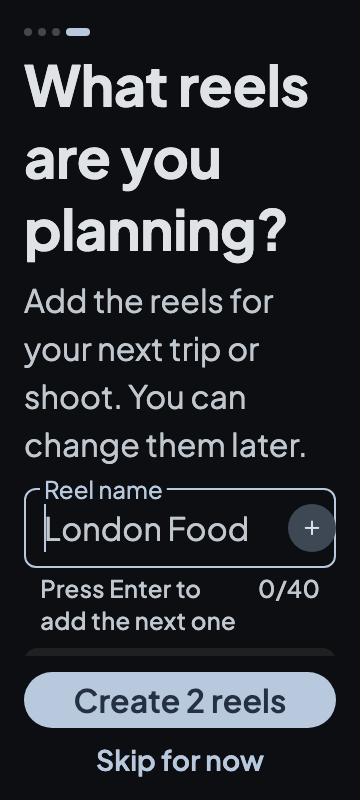 What reels
are you
planning?
Add the reels for
your next trip or
shoot. You can
change them later.
Reel name
London Food
+
Press Enter to
add the next one
0/40
Create 2 reels
Skip for now